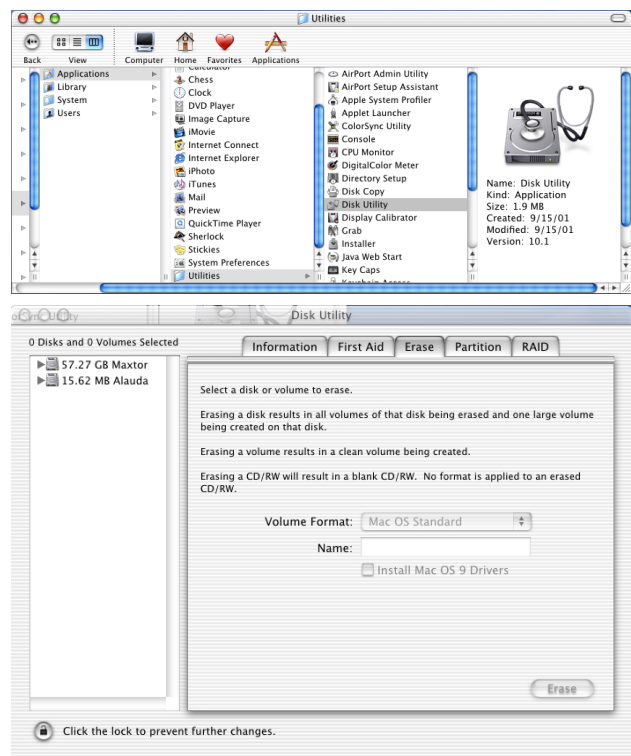 Utilities
Back
View
Computer
Home
Favorites
Applications
Applications
Library
System
Users
Calculator
Chess
Clock
DVD Player
Image Capture
iMovie
Internet Connect
Internet Explorer
iPhoto
iTunes
Mail
Preview
QuickTime Player
Sherlock
Stickies
System Preferences
Utilities
AirPort Admin Utility
AirPort Setup Assistant
Apple System Profiler
Applet Launcher
ColorSync Utility
Console
CPU Monitor
DigitalColor Meter
Directory Setup
Disk Copy
Disk Utility
Display Calibrator
Grab
Installer
Java Web Start
Key Caps
Keychain Access
Name: Disk Utility
Kind: Application
Size: 1.9 MB
Created: 9/15/01
Modified: 9/15/01
Version: 10.1
Disk Utility
0 Disks and 0 Volumes Selected
57.27 GB Maxtor
15.62 MB Alauda
Information
First Aid
Erase
Partition
RAID
Select a disk or volume to erase.
Erasing a disk results in all volumes of that disk being erased and one large volume
being created on that disk.
Erasing a volume results in a clean volume being created.
Erasing a CD/RW will result in a blank CD/RW. No format is applied to an erased
CD/RW.
Volume Format: Mac OS Standard
Name:
Install Mac OS 9 Drivers
Erase
Click the lock to prevent further changes.